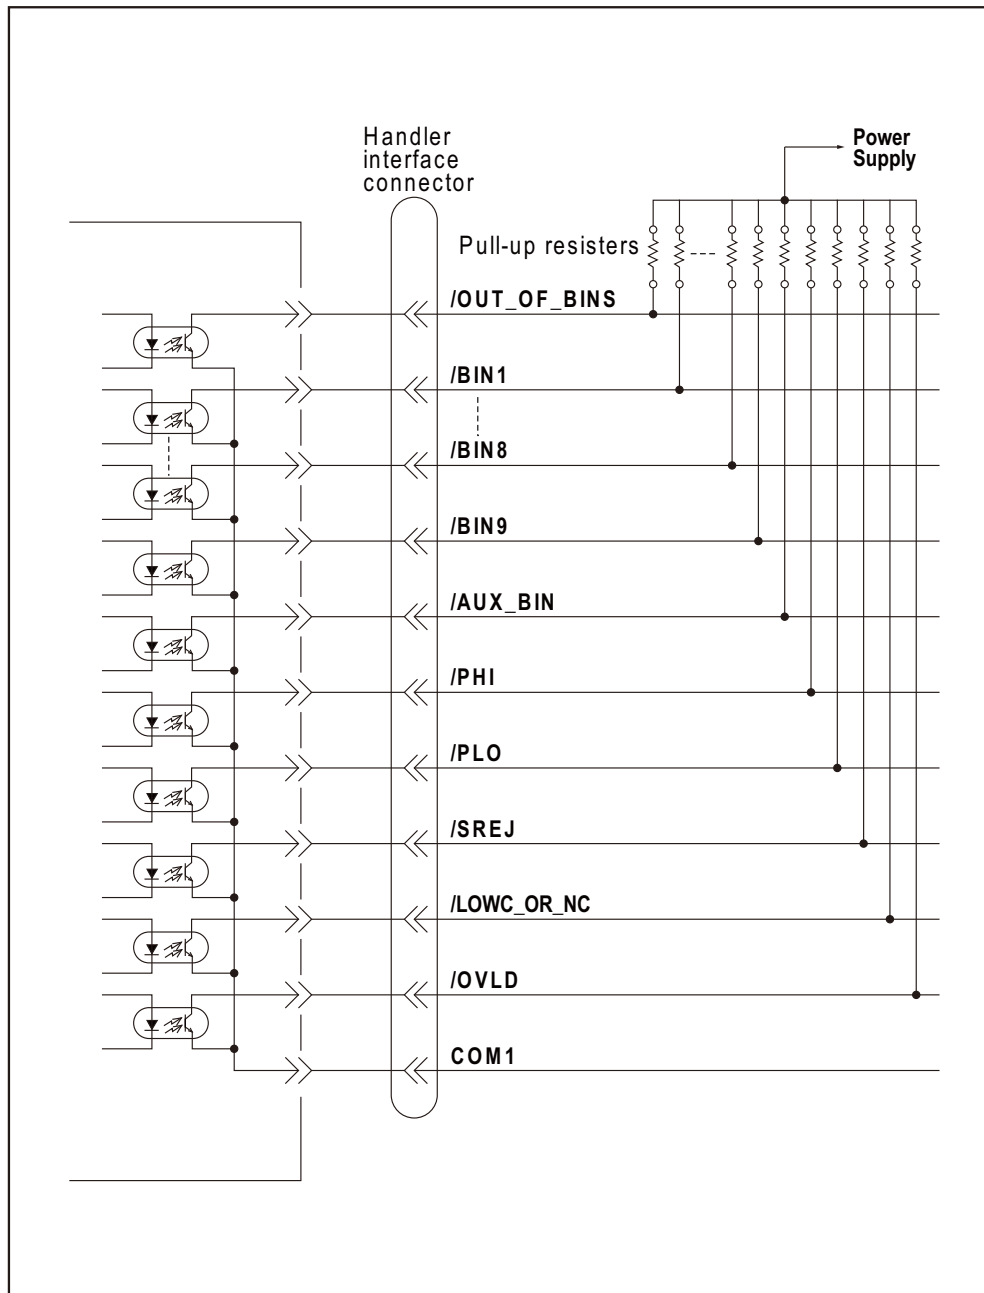 Handler
interface
connector
Power
Supply
Pull-up resisters
/OUT_OF_BINS
/BIN1
/BIN8
/BIN9
/AUX_BIN
/PHI
/PLO
/SREJ
/LOWC_OR_NC
/OVLD
COM1